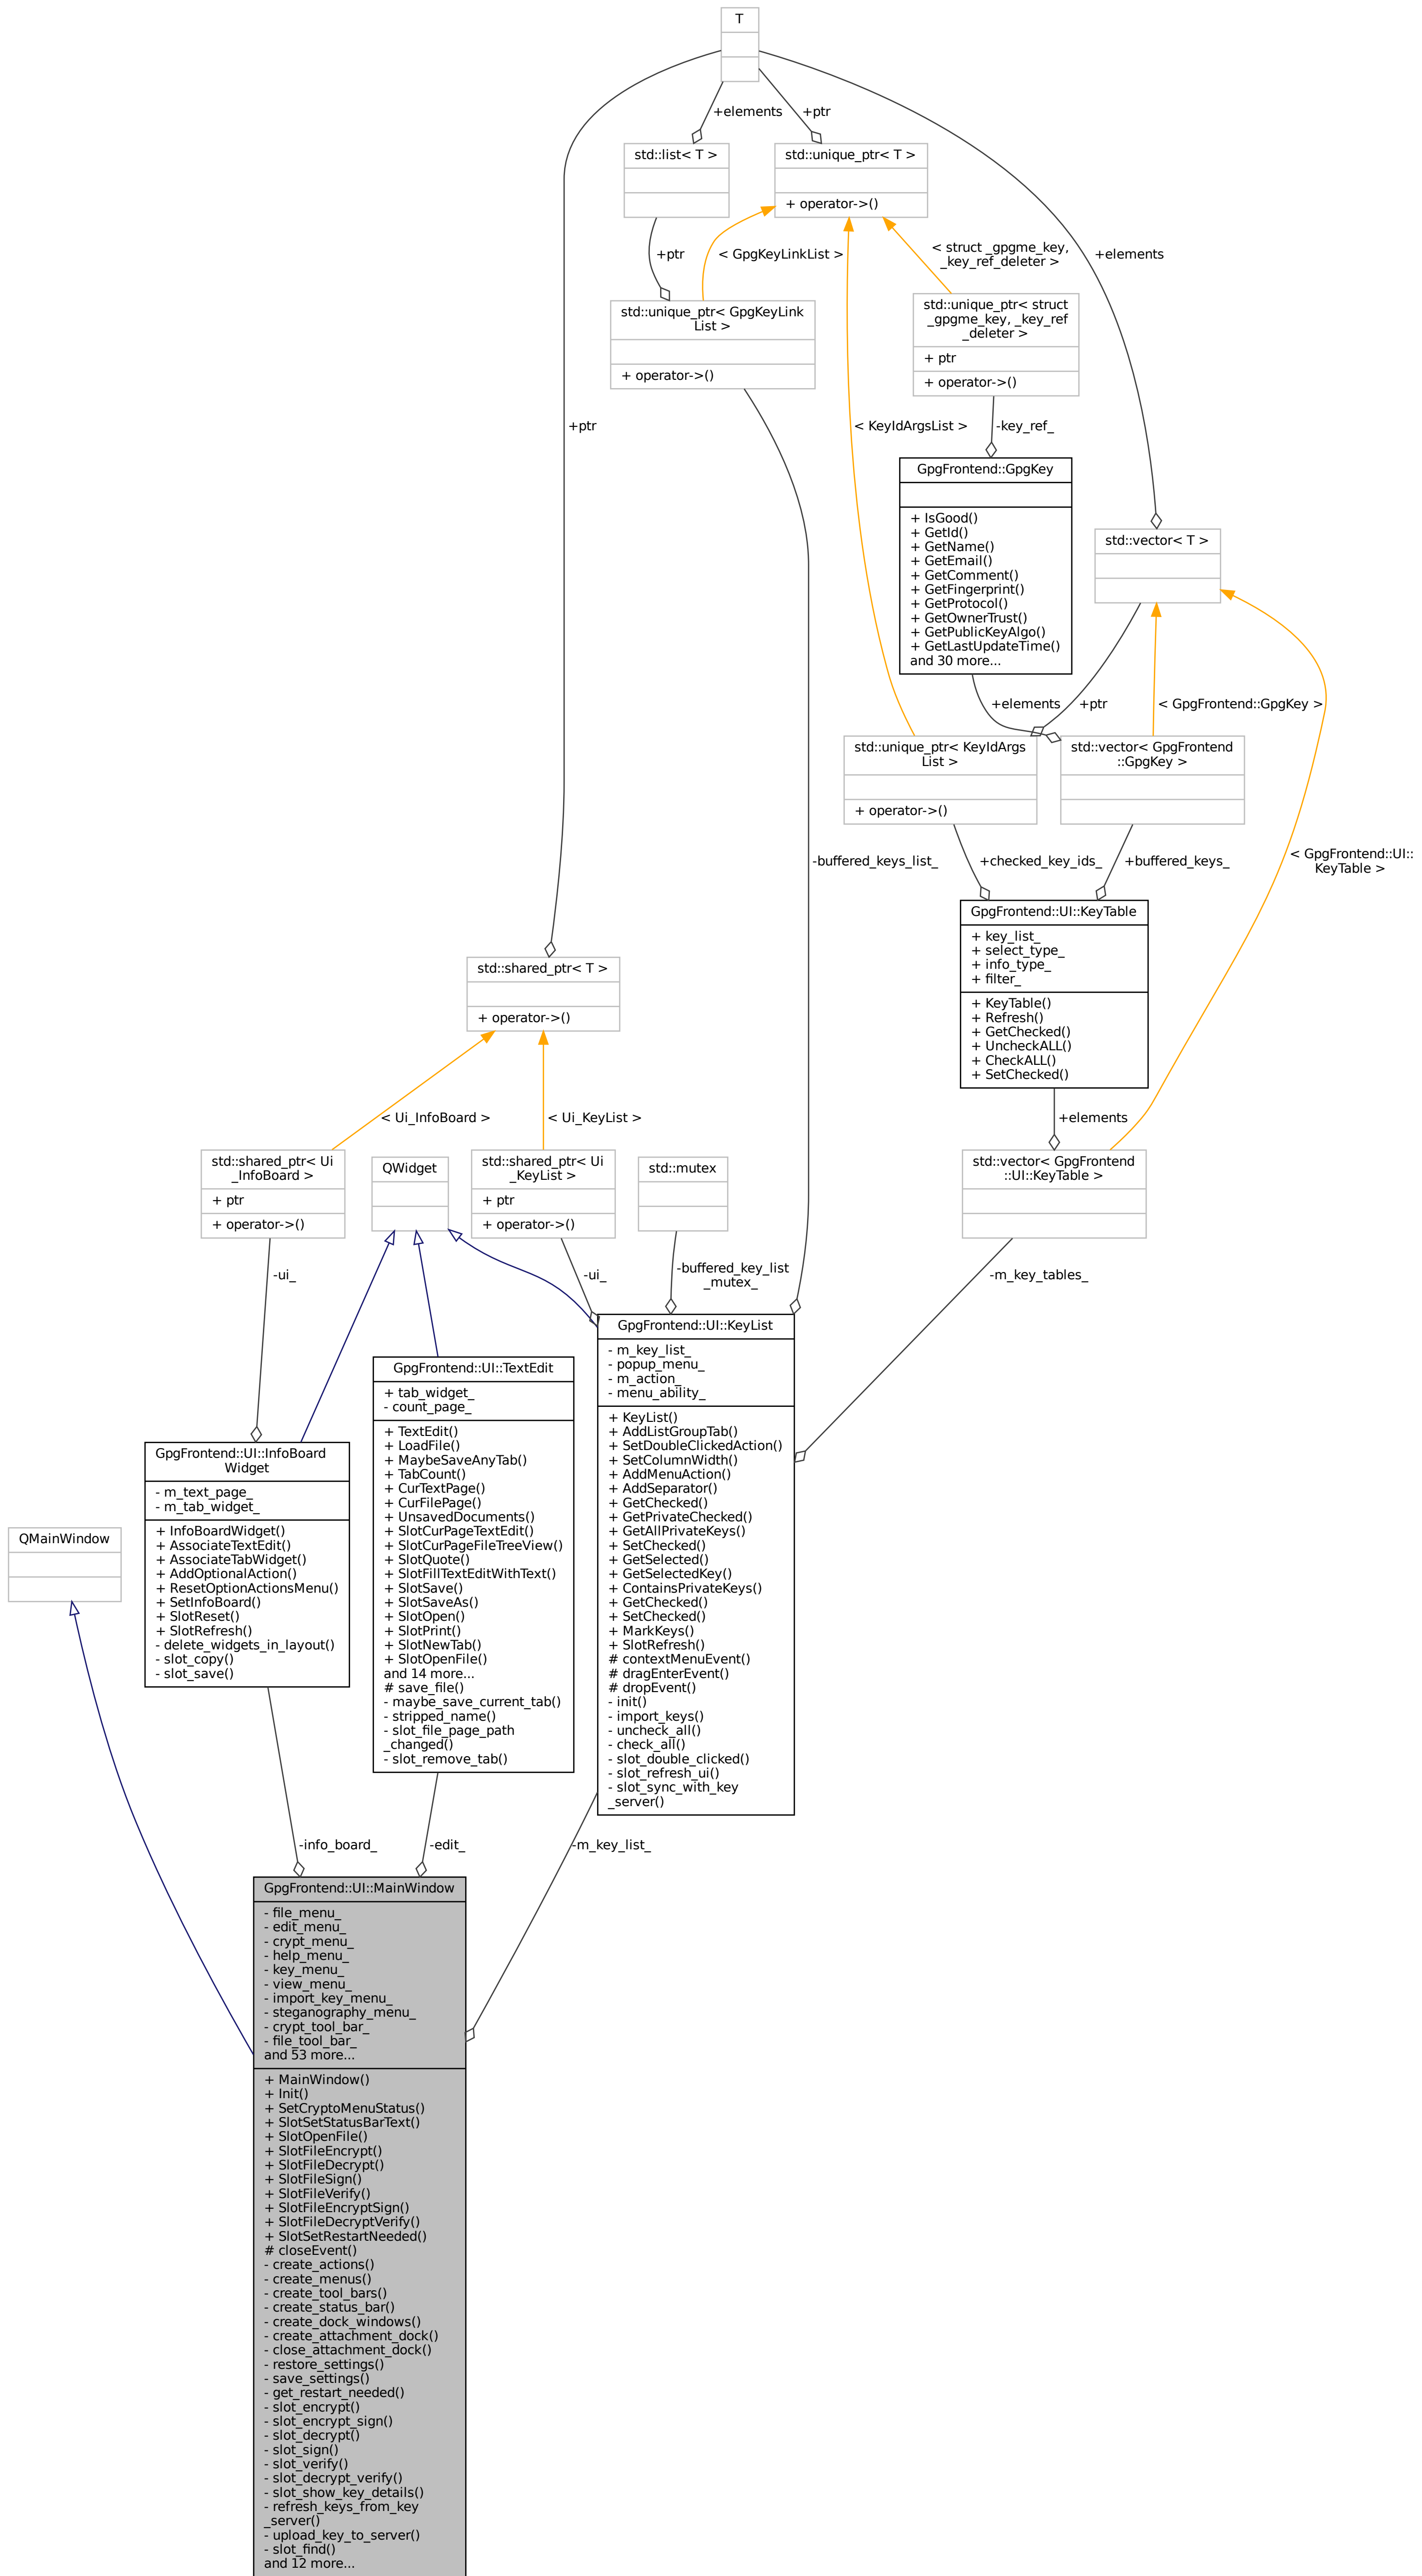 T
+elements
+ptr
std::list< T >
std::unique_ptr< T >
+ operator->()
+ptr
< GpgKeyLinkList >
< struct _gpgme_key,
_key_ref_deleter >
+elements
std::unique_ptr< GpgKeyLink
List >
+ operator->()
std::unique_ptr< struct
_gpgme_key, _key_ref
_deleter >
+ ptr
+ operator->()
+ptr
< KeyIdArgsList >
-key_ref_
GpgFrontend::GpgKey
+ IsGood()
+ GetId()
+ GetName()
+ GetEmail()
+ GetComment()
+ GetFingerprint()
+ GetProtocol()
+ GetOwnerTrust()
+ GetPublicKeyAlgo()
+ GetLastUpdateTime()
and 30 more...
std::vector< T >
+elements
+ptr
< GpgFrontend::GpgKey >
std::unique_ptr< KeyIdArgs
List >
+ operator->()
std::vector< GpgFrontend
::GpgKey >
-buffered_keys_list_
+checked_key_ids_
+buffered_keys_
< GpgFrontend::UI::
KeyTable >
GpgFrontend::UI::KeyTable
+ key_list_
+ select_type_
+ info_type_
+ filter_
+ KeyTable()
+ Refresh()
+ GetChecked()
+ UncheckALL()
+ CheckALL()
+ SetChecked()
std::shared_ptr< T >
+ operator->()
< Ui_InfoBoard >
< Ui_KeyList >
+elements
std::shared_ptr< Ui
_InfoBoard >
+ ptr
+ operator->()
QWidget
std::shared_ptr< Ui
_KeyList >
+ ptr
+ operator->()
std::mutex
std::vector< GpgFrontend
::UI::KeyTable >
-ui_
-ui_
-buffered_key_list
_mutex_
-m_key_tables_
GpgFrontend::UI::KeyList
- m_key_list_
- popup_menu_
- m_action_
- menu_ability_
+ KeyList()
+ AddListGroupTab()
+ SetDoubleClickedAction()
+ SetColumnWidth()
+ AddMenuAction()
+ AddSeparator()
+ GetChecked()
+ GetPrivateChecked()
+ GetAllPrivateKeys()
+ SetChecked()
+ GetSelected()
+ GetSelectedKey()
+ ContainsPrivateKeys()
+ GetChecked()
+ SetChecked()
+ MarkKeys()
+ SlotRefresh()
# contextMenuEvent()
# dragEnterEvent()
# dropEvent()
- init()
- import_keys()
- uncheck_all()
- check_all()
- slot_double_clicked()
- slot_refresh_ui()
- slot_sync_with_key
_server()
GpgFrontend::UI::TextEdit
+ tab_widget_
- count_page_
+ TextEdit()
+ LoadFile()
+ MaybeSaveAnyTab()
+ TabCount()
+ CurTextPage()
+ CurFilePage()
+ UnsavedDocuments()
+ SlotCurPageTextEdit()
+ SlotCurPageFileTreeView()
+ SlotQuote()
+ SlotFillTextEditWithText()
+ SlotSave()
+ SlotSaveAs()
+ SlotOpen()
+ SlotPrint()
+ SlotNewTab()
+ SlotOpenFile()
and 14 more...
# save_file()
- maybe_save_current_tab()
- stripped_name()
- slot_file_page_path
_changed()
- slot_remove_tab()
GpgFrontend::UI::InfoBoard
Widget
- m_text_page_
- m_tab_widget_
+ InfoBoardWidget()
+ AssociateTextEdit()
+ AssociateTabWidget()
+ AddOptionalAction()
+ ResetOptionActionsMenu()
+ SetInfoBoard()
+ SlotReset()
+ SlotRefresh()
- delete_widgets_in_layout()
- slot_copy()
- slot_save()
QMainWindow
-info_board_
-edit_
-m_key_list_
GpgFrontend::UI::MainWindow
- file_menu_
- edit_menu_
- crypt_menu_
- help_menu_
- key_menu_
- view_menu_
- import_key_menu_
- steganography_menu_
- crypt_tool_bar_
- file_tool_bar_
and 53 more...
+ MainWindow()
+ Init()
+ SetCryptoMenuStatus()
+ SlotSetStatusBarText()
+ SlotOpenFile()
+ SlotFileEncrypt()
+ SlotFileDecrypt()
+ SlotFileSign()
+ SlotFileVerify()
+ SlotFileEncryptSign()
+ SlotFileDecryptVerify()
+ SlotSetRestartNeeded()
# closeEvent()
- create_actions()
- create_menus()
- create_tool_bars()
- create_status_bar()
- create_dock_windows()
- create_attachment_dock()
- close_attachment_dock()
- restore_settings()
- save_settings()
- get_restart_needed()
- slot_encrypt()
- slot_encrypt_sign()
- slot_decrypt()
- slot_sign()
- slot_verify()
- slot_decrypt_verify()
- slot_show_key_details()
- refresh_keys_from_key
_server()
- upload_key_to_server()
- slot_find()
and 12 more...